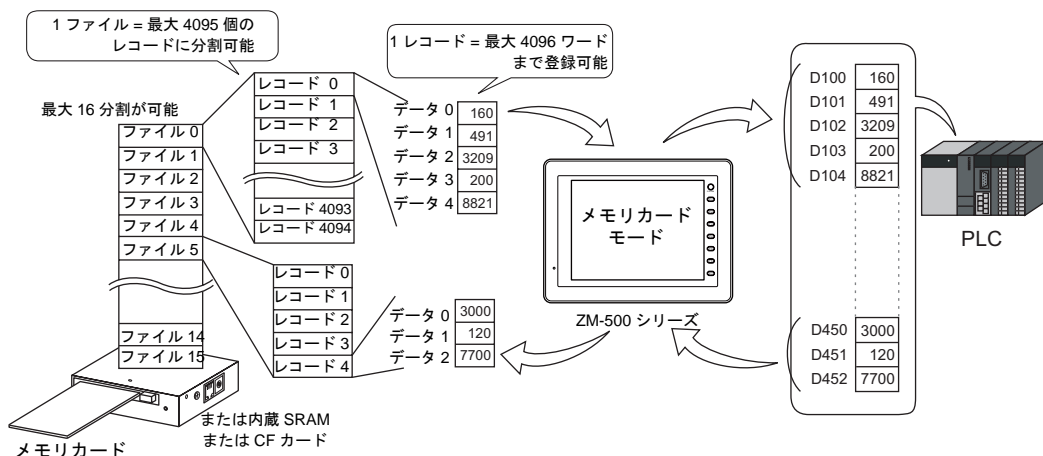 1 ファイル = 最大 4095 個の
レコードに分割可能
1 レコード = 最大 4096 ワード
まで登録可能
最大 16 分割が可能
ファイル 0
ファイル 1
ファイル 2
ファイル 3
ファイル 4
ファイル 5
ファイル 14
ファイル 15
レコード 0
レコード 1
レコード 2
レコード 3
レコード 4093
レコード 4094
データ 0 160
データ 1 491
データ 2 3209
データ 3 200
データ 4 8821
レコード 0
レコード 1
レコード 2
レコード 3
レコード 4
データ 0 3000
データ 1 120
データ 2 7700
メモリカード
モード
ZM-500 シリーズ
D100 160
D101 491
D102 3209
D103 200
D104 8821
D450 3000
D451 120
D452 7700
PLC
または内蔵 SRAM
または CF カード
メモリカード